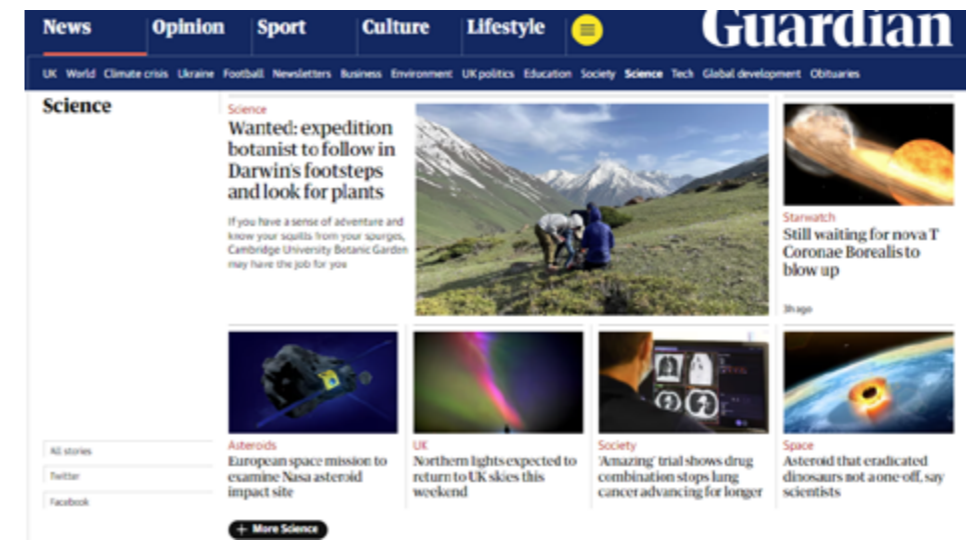 News Opinion Sport Culture Lifestyle
Guardian
UK World Climate crisis Ukraine Football Newsletters Business Environment UK politics Education Society Science Tech Global development Obituaries
Science
Science
Wanted: expedition
botanist to follow in
Darwin's footsteps
and look for plants
If you have a sense of adventure and
know your squills from your spurges,
Cambridge University Botanic Garden
may have the job for you
Starwatch
Still waiting for nova T
Coronae Borealis to
blow up
3h ago
Asteroids
European space mission to
examine Nasa asteroid
impact site
UK
Northern lights expected to
return to UK skies this
weekend
Society
'Amazing' trial shows drug
combination stops lung
cancer advancing for longer
Space
Asteroid that eradicated
dinosaurs not a one-off, say
scientists
All stories
Twitter
Facebook
+ More Science